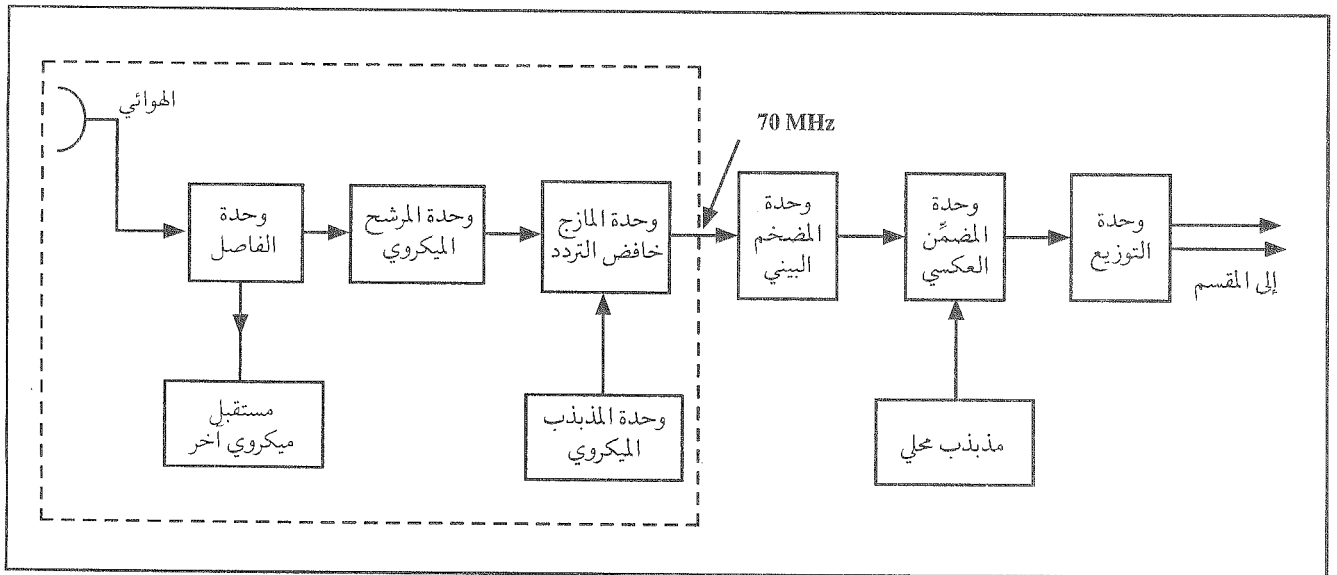 الهوائي
70 MHz
وحدة
الفاصل
وحدة المرشح
الميكروي
وحدة المازج
خافض التردد
وحدة
المضخم
البيني
وحدة
المضمِّن
العكسي
وحدة
التوزيع
إلى المقسم
مستقبل
ميكروي آخر
وحدة المذبذب
الميكروي
مذبذب محلي